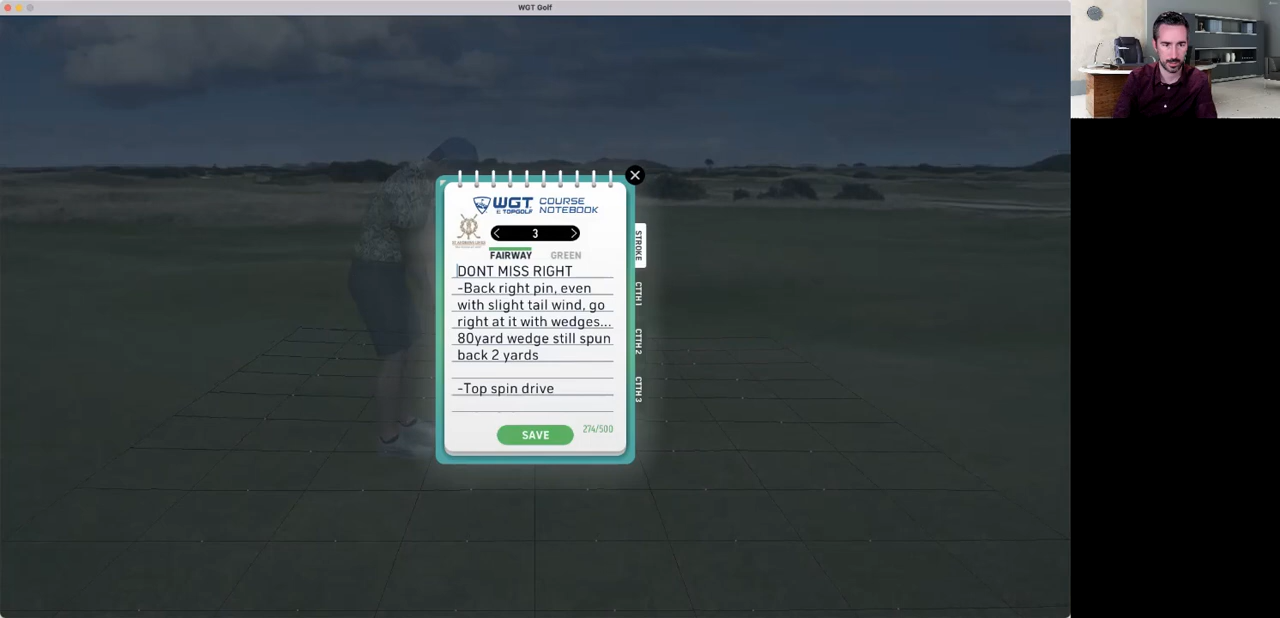 WGT Golf
WGT COURSE
BY TOPGOLF NOTEBOOK
3
FAIRWAY GREEN
DONT MISS RIGHT
-Back right pin, even
with slight tail wind, go
right at it with wedges...
80yard wedge still spun
back 2 yards
-Top spin drive
SAVE 274/500
STROKE
CTTH 1
CTTH 2
CTTH 3